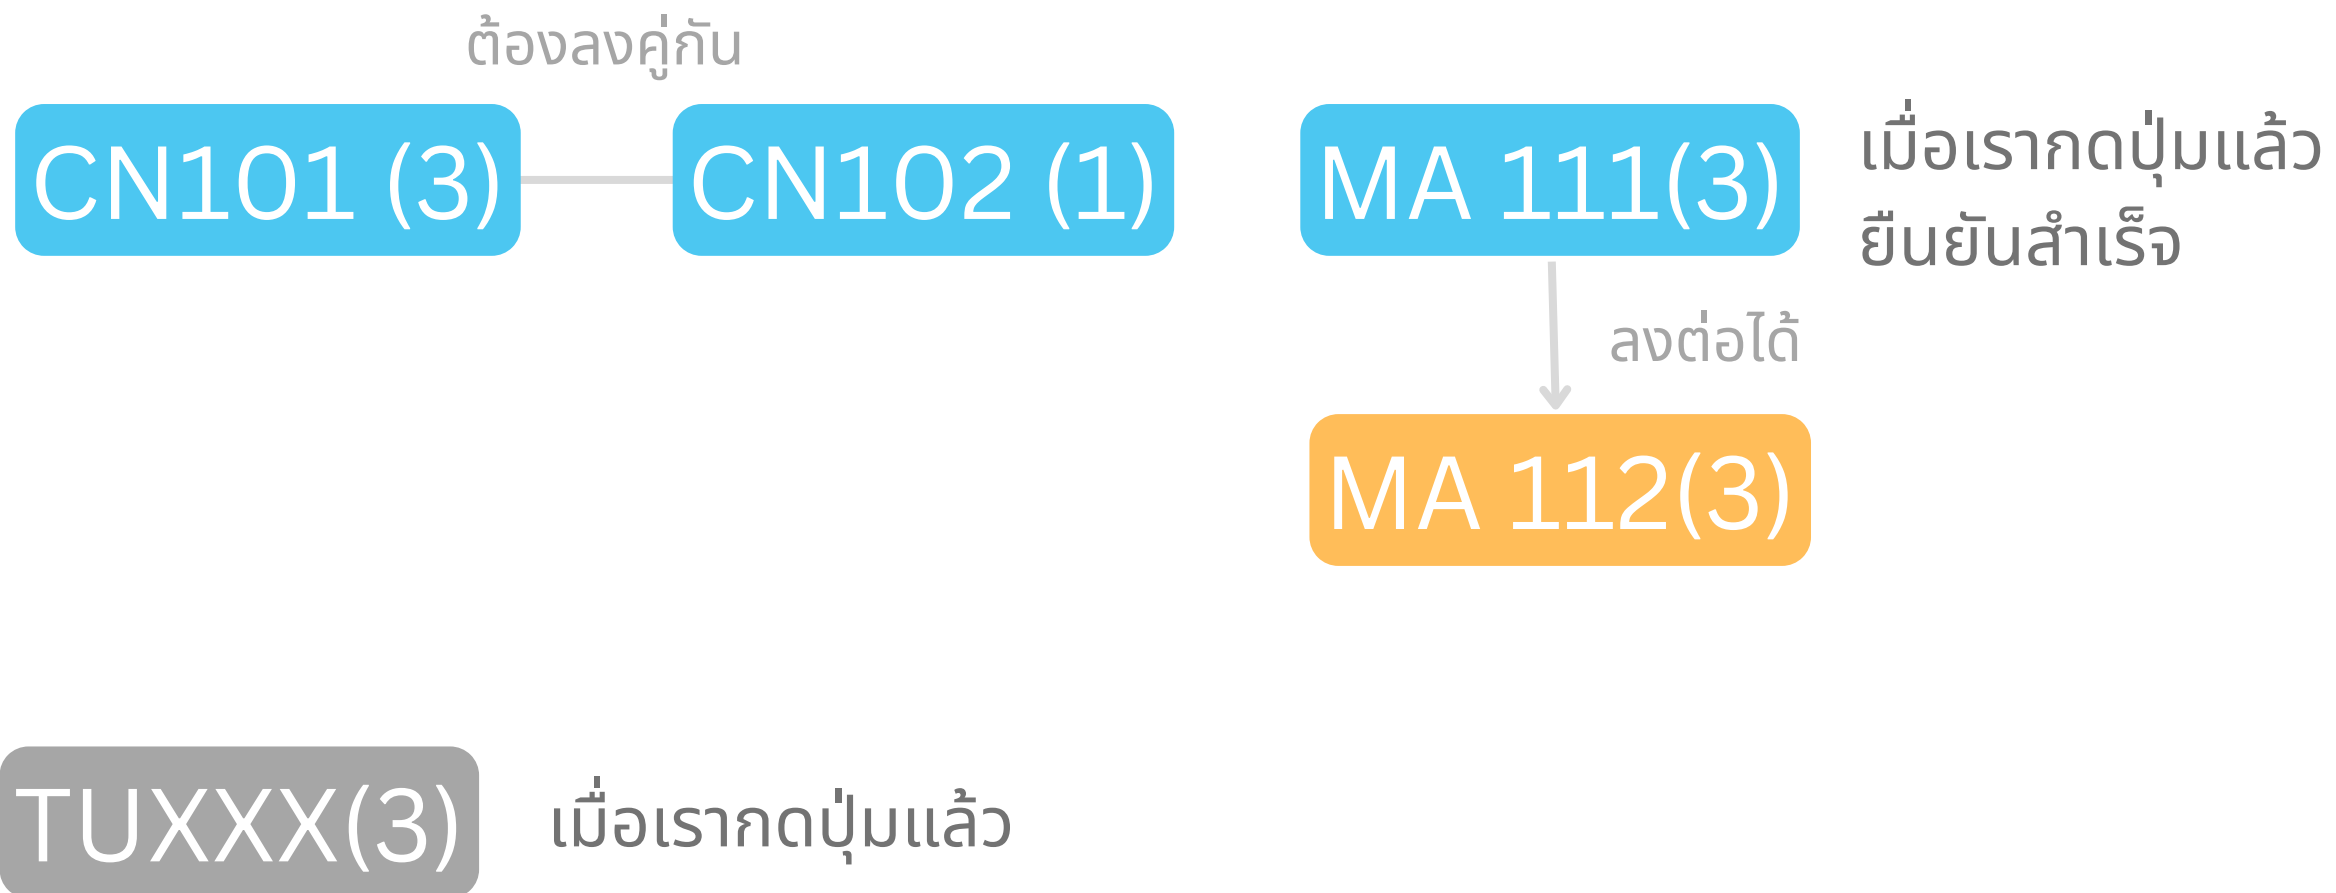 ต้องลงคู่กัน
CN101 (3)
CN102 (1)
MA 111(3)
เมื่อเรากดปุ่มแล้ว
ยืนยันสำเร็จ
ลงต่อได้
MA 112(3)
TUXXX(3)
เมื่อเรากดปุ่มแล้ว